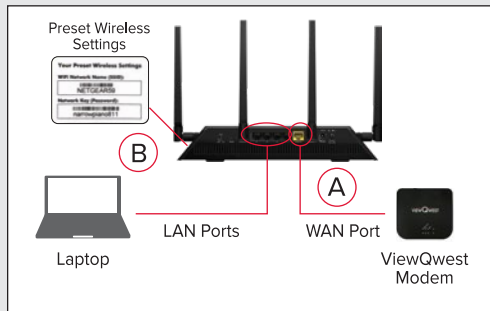 Preset Wireless
Settings
Your Preset Wireless Settings
WiFi Network Name (SSID):
NETGEAR59
Network Key (Password):
B
A
LAN Ports
WAN Port
Laptop
viewQwest
ViewQwest
Modem